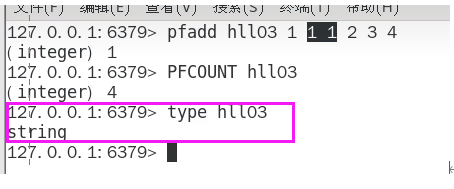 文件(F) 编辑(E) 查看(V) 搜索(S) 终端(T) 帮助(H)
127.0.0.1:6379> pfadd hll03 1 1 1 2 3 4
(integer) 1
127.0.0.1:6379> PFCOUNT hll03
(integer) 4
127.0.0.1:6379> type hll03
string
127.0.0.1:6379>